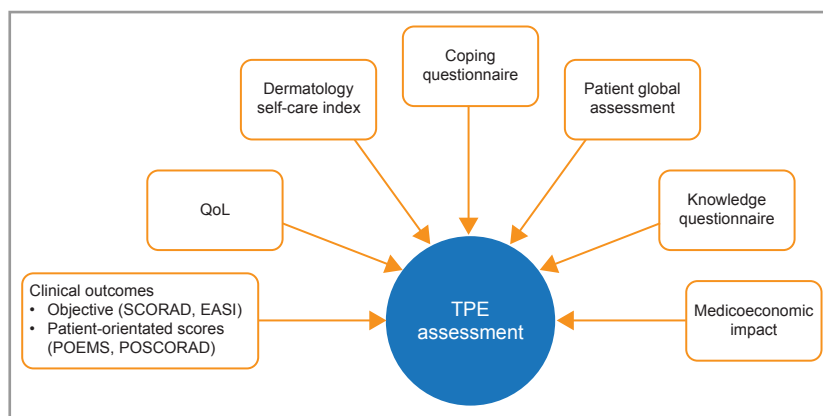 Coping
questionnaire
Dermatology
self-care index
Patient global
assessment
QoL
Knowledge
questionnaire
Clinical outcomes
• Objective (SCORAD, EASI)
• Patient-orientated scores
(POEMS, POSCORAD)
TPE
assessment
Medicoeconomic
impact